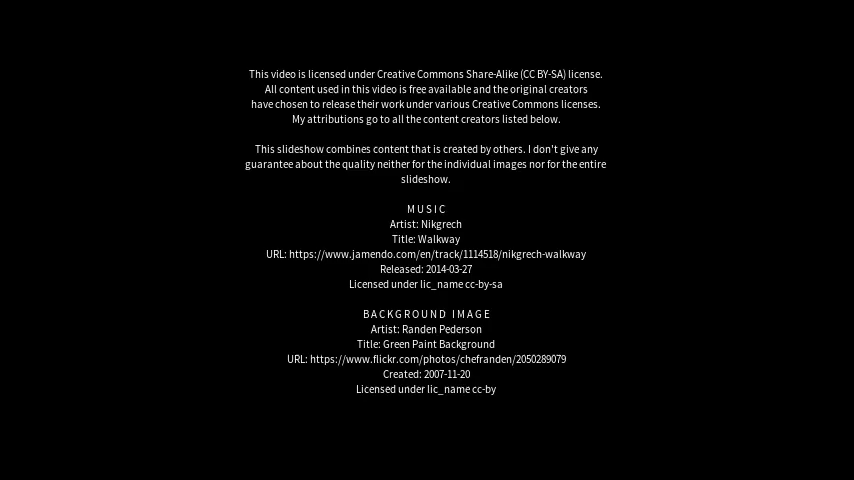 This video is licensed under Creative Commons Share-Alike (CC BY-SA) license.
All content used in this video is free available and the original creators
have chosen to release their work under various Creative Commons licenses.
My attributions go to all the content creators listed below.
This slideshow combines content that is created by others. I don't give any
guarantee about the quality neither for the individual images nor for the entire
slideshow.
MUSIC
Artist: Nikgrech
Title: Walkway
URL: https://www.jamendo.com/en/track/1114518/nikgrech-walkway
Released: 2014-03-27
Licensed under lic_name cc-by-sa
BACKGROUND IMAGE
Artist: Randen Pederson
Title: Green Paint Background
URL: https://www.flickr.com/photos/chefranden/2050289079
Created: 2007-11-20
Licensed under lic_name cc-by